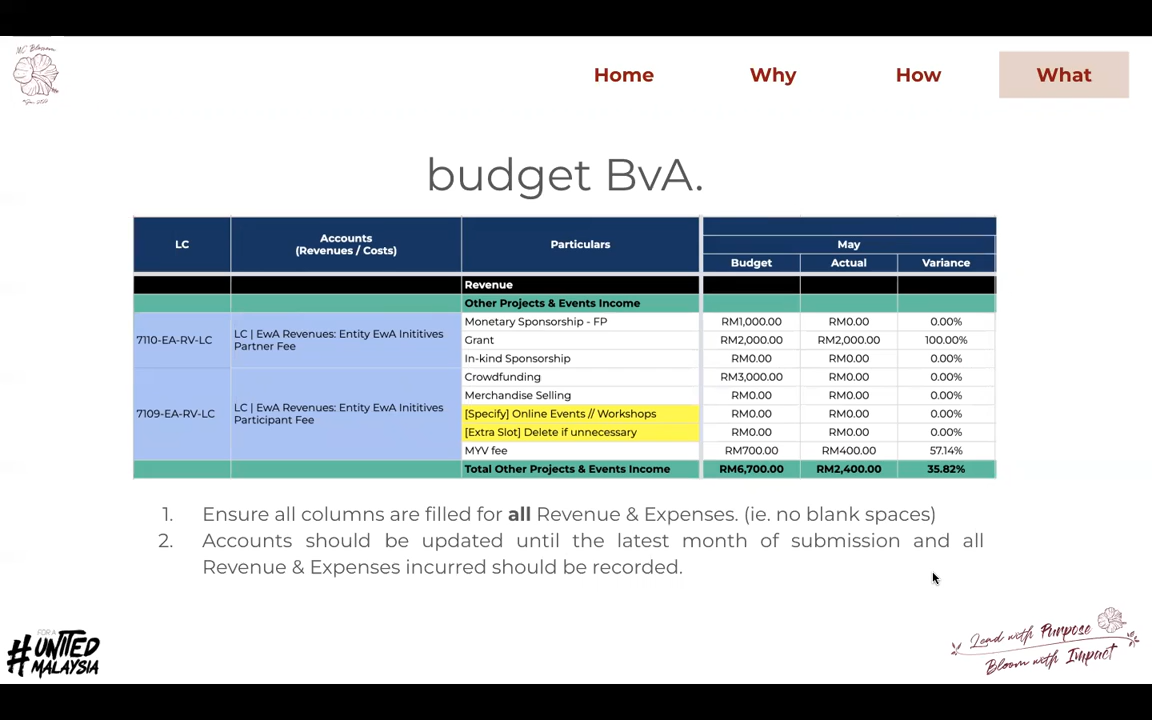 MC Blossom
Home Why How What
budget BvA.
LC Accounts (Revenues / Costs) Particulars May
Budget Actual Variance
Revenue
Other Projects & Events Income
7110-EA-RV-LC LC | EwA Revenues: Entity EwA Inititives Partner Fee
Monetary Sponsorship - FP RM1,000.00 RM0.00 0.00%
Grant RM2,000.00 RM2,000.00 100.00%
In-kind Sponsorship RM0.00 RM0.00 0.00%
7109-EA-RV-LC LC | EwA Revenues: Entity EwA Inititives Participant Fee
Crowdfunding RM3,000.00 RM0.00 0.00%
Merchandise Selling RM0.00 RM0.00 0.00%
[Specify] Online Events // Workshops RM0.00 RM0.00 0.00%
[Extra Slot] Delete if unnecessary RM0.00 RM0.00 0.00%
MYV fee RM700.00 RM400.00 57.14%
Total Other Projects & Events Income RM6,700.00 RM2,400.00 35.82%
1. Ensure all columns are filled for all Revenue & Expenses. (ie. no blank spaces)
2. Accounts should be updated until the latest month of submission and all
Revenue & Expenses incurred should be recorded.
FOR A
#UNITED
MALAYSIA
Lead with Purpose
Bloom with Impact